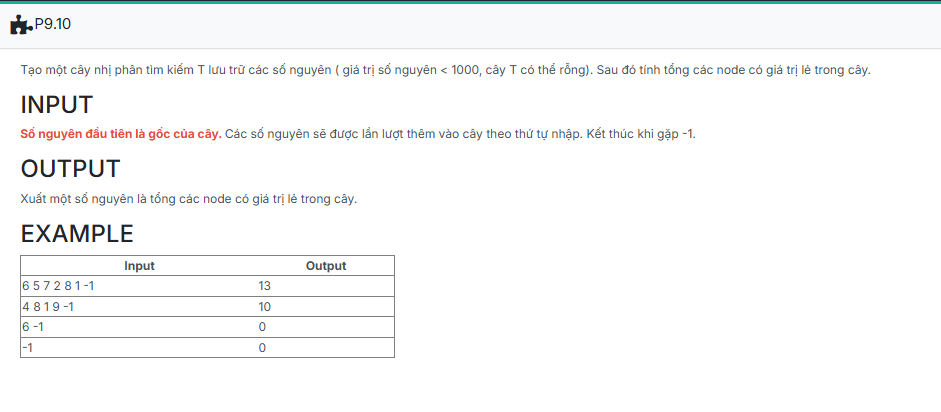 P9.10
Tạo một cây nhị phân tìm kiếm T lưu trữ các số nguyên ( giá trị số nguyên < 1000, cây T có thể rỗng). Sau đó tính tổng các node có giá trị lẻ trong cây.
INPUT
Số nguyên đầu tiên là gốc của cây. Các số nguyên sẽ được lần lượt thêm vào cây theo thứ tự nhập. Kết thúc khi gặp -1.
OUTPUT
Xuất một số nguyên là tổng các node có giá trị lẻ trong cây.
EXAMPLE
Input Output
6 5 7 2 8 1 -1 13
4 8 1 9 -1 10
6 -1 0
-1 0